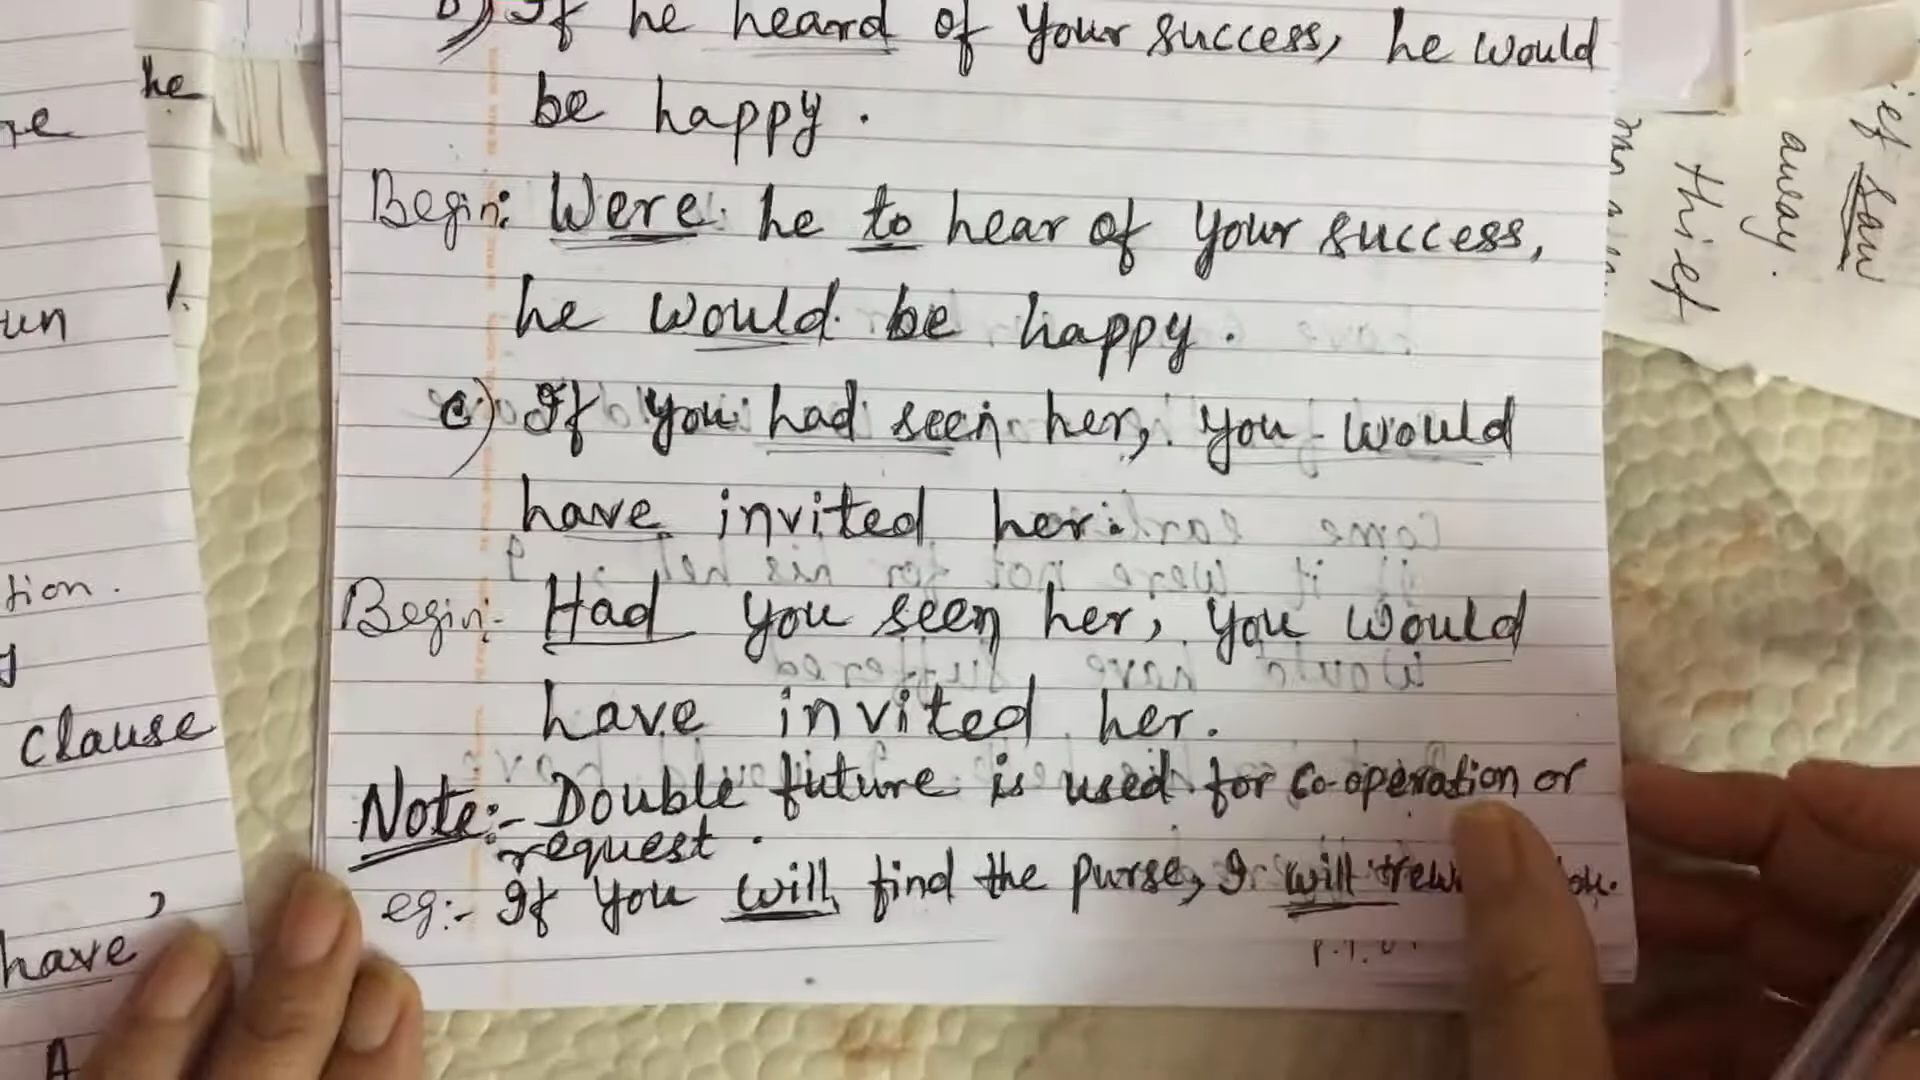 b) If he heard of your success, he would
be happy.
Begin: Were he to hear of your success,
he would be happy.
c) If you had seen her, you would
have invited her.
Begin:- Had you seen her, you would
have invited her.
Note:- Double future is used for co-operation or
request.
eg:- If you will find the purse, I will
P.T.O.
he
un
tion.
clause
,
have
A
saw
away.
thief